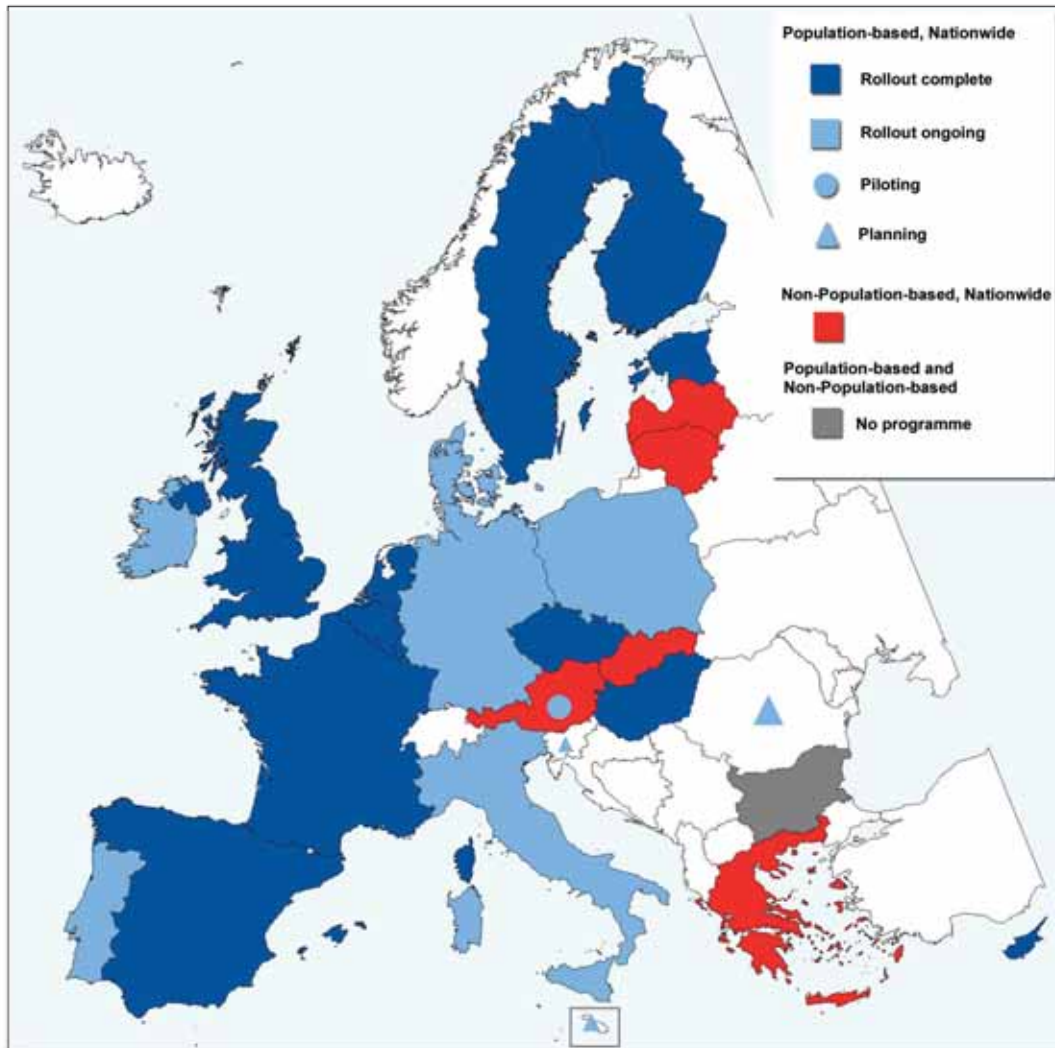 Population-based, Nationwide
Rollout complete
Rollout ongoing
Piloting
Planning
Non-Population-based, Nationwide
Population-based and
Non-Population-based
No programme